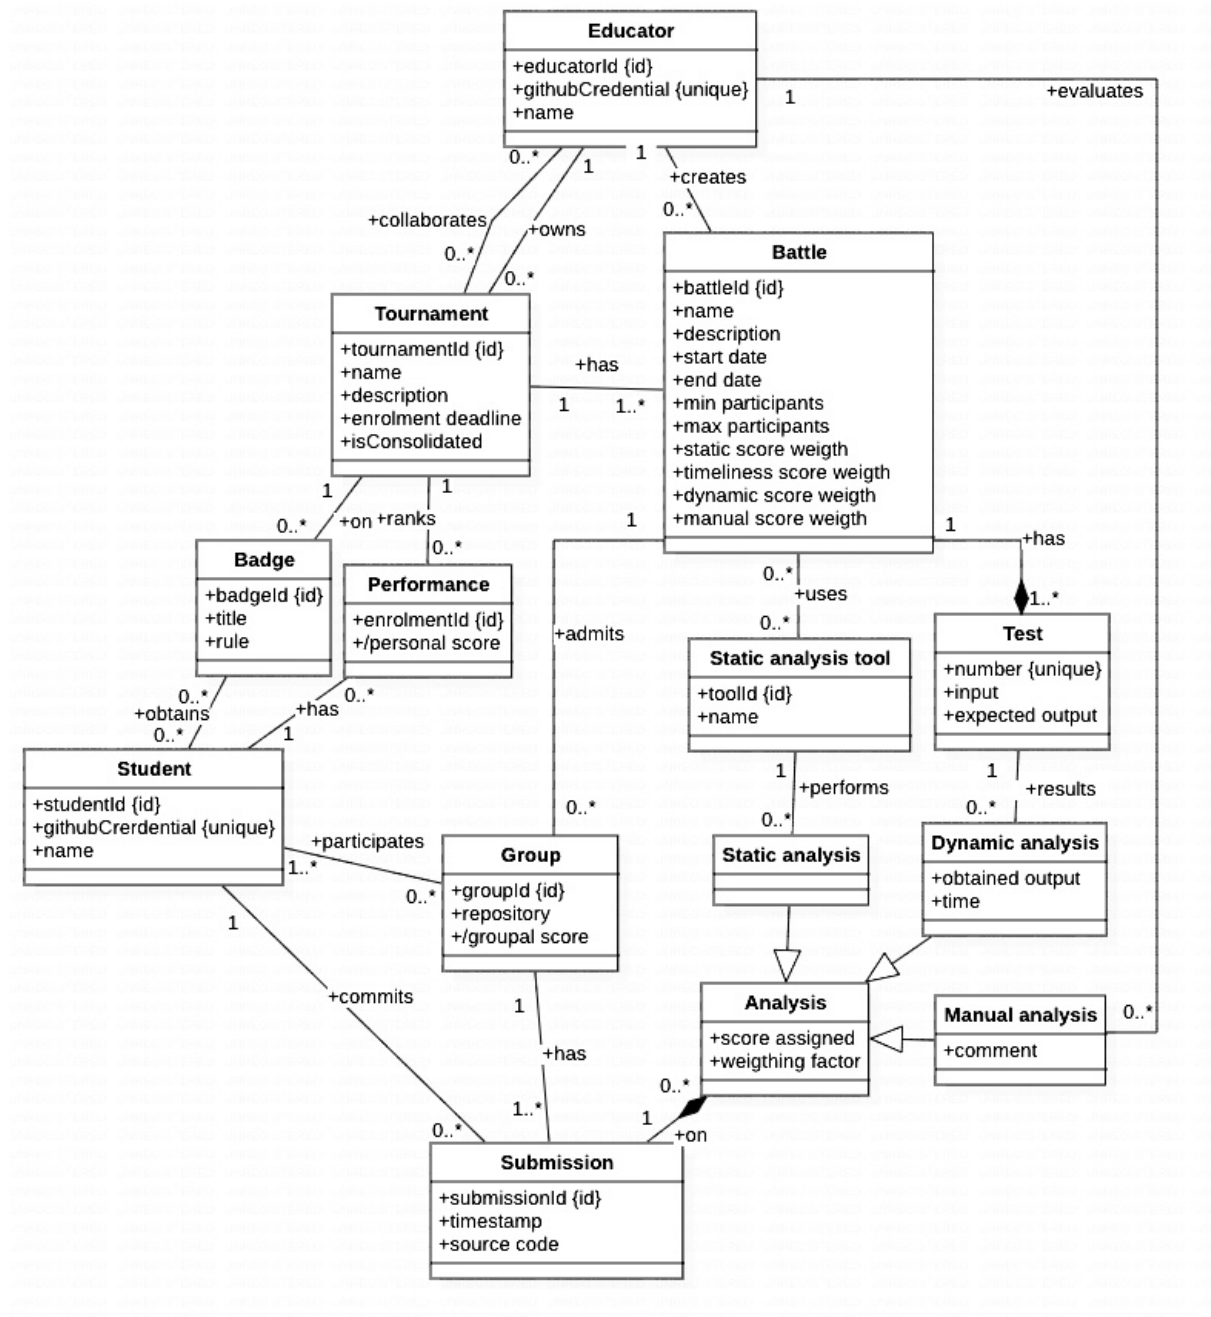 Educator
+educatorId {id}
+githubCredential {unique}
+name
1
+evaluates
0..*
1
1
+creates
0..*
+collaborates
0..*
+owns
0..*
Battle
+battleId {id}
+name
+description
+start date
+end date
+min participants
+max participants
+static score weigth
+timeliness score weigth
+dynamic score weigth
+manual score weigth
Tournament
+tournamentId {id}
+name
+description
+enrolment deadline
+isConsolidated
+has
1
1..*
1
0..*
+on
+ranks
1
0..*
1
1
+has
1..*
0..*
+uses
0..*
+admits
0..*
Badge
+badgeId {id}
+title
+rule
Performance
+enrolmentId {id}
+/personal score
0..*
+obtains
0..*
0..*
+has
1
Static analysis tool
+toolId {id}
+name
Test
+number {unique}
+input
+expected output
1
+performs
0..*
1
+results
0..*
Student
+studentId {id}
+githubCrerdential {unique}
+name
+participates
1..*
0..*
Group
+groupId {id}
+repository
+/groupal score
Static analysis
Dynamic analysis
+obtained output
+time
1
+commits
0..*
1
+has
1..*
Analysis
+score assigned
+weigthing factor
Manual analysis
+comment
0..*
0..*
1
+on
Submission
+submissionId {id}
+timestamp
+source code